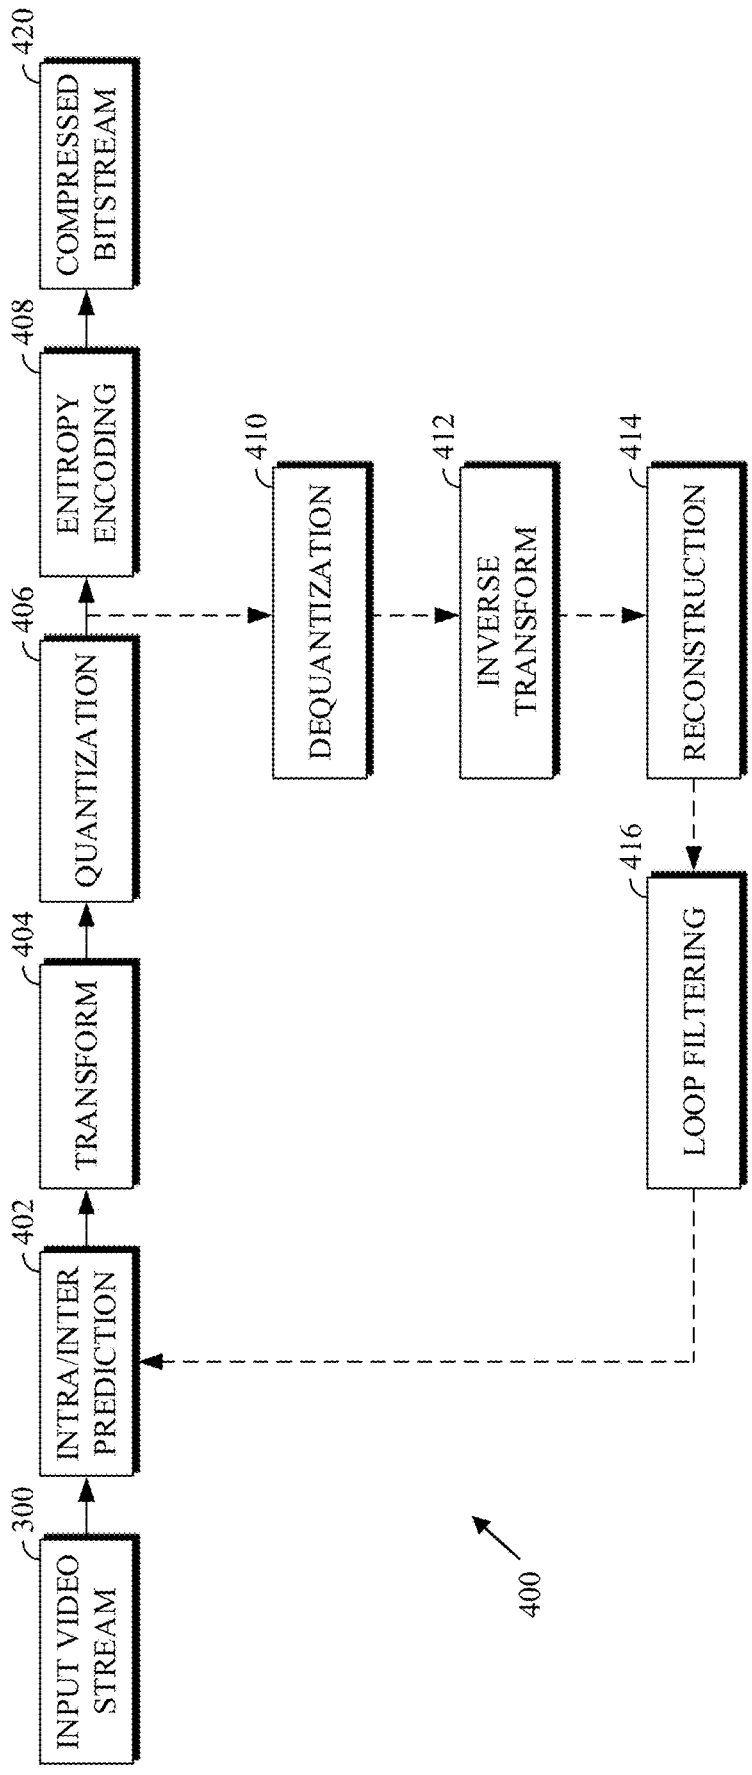 300
INPUT VIDEO
STREAM
402
INTRA/INTER
PREDICTION
404
TRANSFORM
406
QUANTIZATION
408
ENTROPY
ENCODING
420
COMPRESSED
BITSTREAM
410
DEQUANTIZATION
412
INVERSE
TRANSFORM
414
RECONSTRUCTION
416
LOOP FILTERING
400